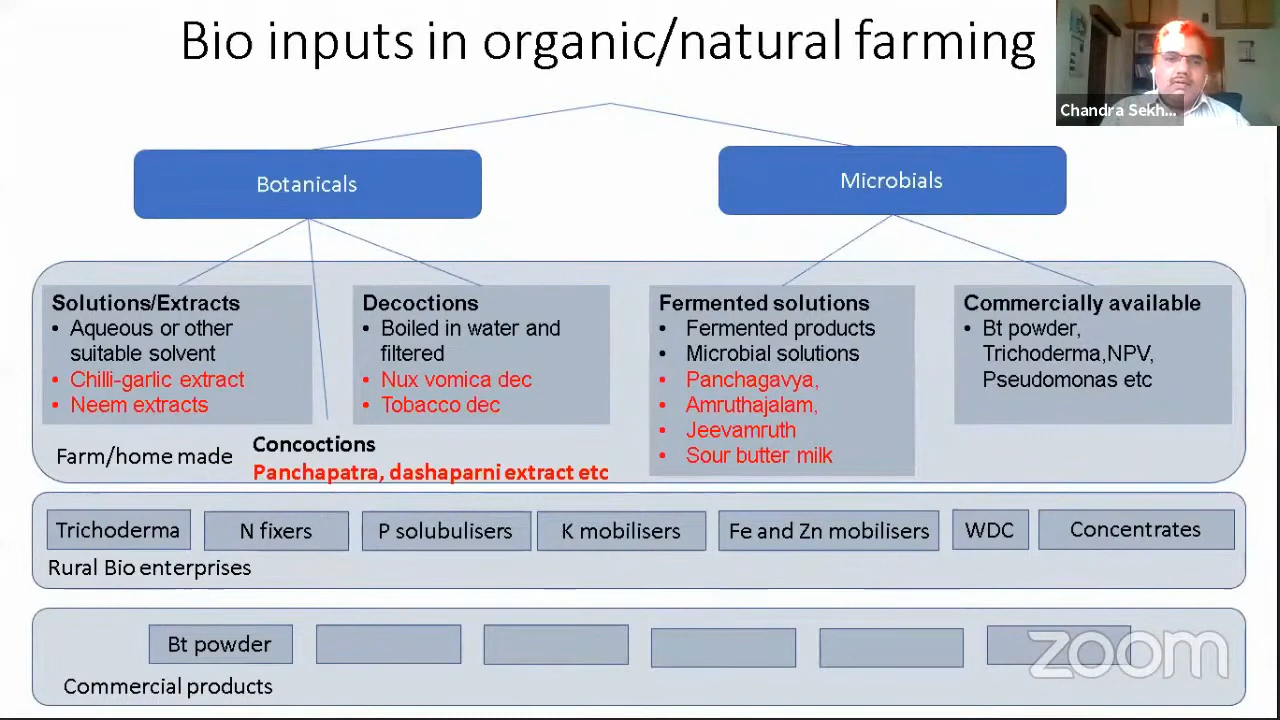 Bio inputs in organic/natural farming
Chandra Sekh...
Botanicals
Microbials
Solutions/Extracts
• Aqueous or other
suitable solvent
• Chilli-garlic extract
• Neem extracts
Decoctions
• Boiled in water and
filtered
• Nux vomica dec
• Tobacco dec
Fermented solutions
• Fermented products
• Microbial solutions
• Panchagavya,
• Amruthajalam,
• Jeevamruth
• Sour butter milk
Commercially available
• Bt powder,
Trichoderma,NPV,
Pseudomonas etc
Farm/home made
Concoctions
Panchapatra, dashaparni extract etc
Trichoderma
N fixers
P solubulisers
K mobilisers
Fe and Zn mobilisers
WDC
Concentrates
Rural Bio enterprises
Bt powder
Commercial products
zoom